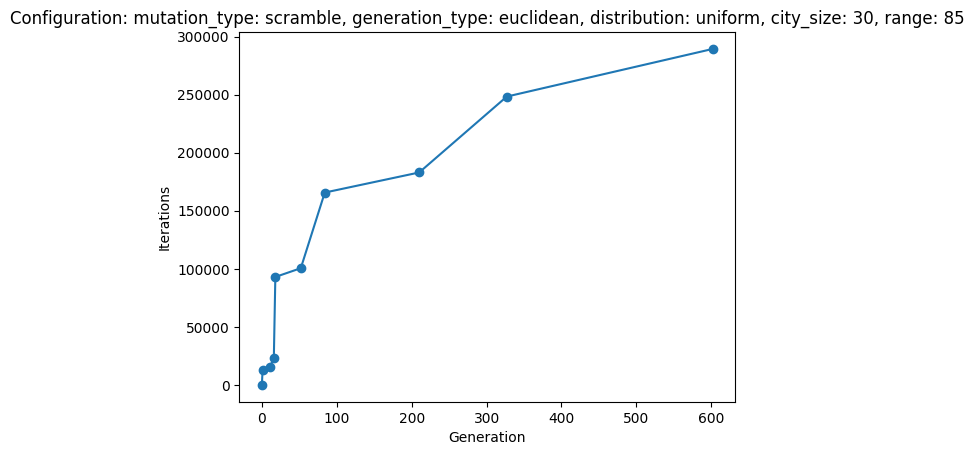 Configuration: mutation_type: scramble, generation_type: euclidean, distribution: uniform, city_size: 30, range: 85
300000
250000
200000
150000
100000
50000
0
Iterations
0 100 200 300 400 500 600
Generation